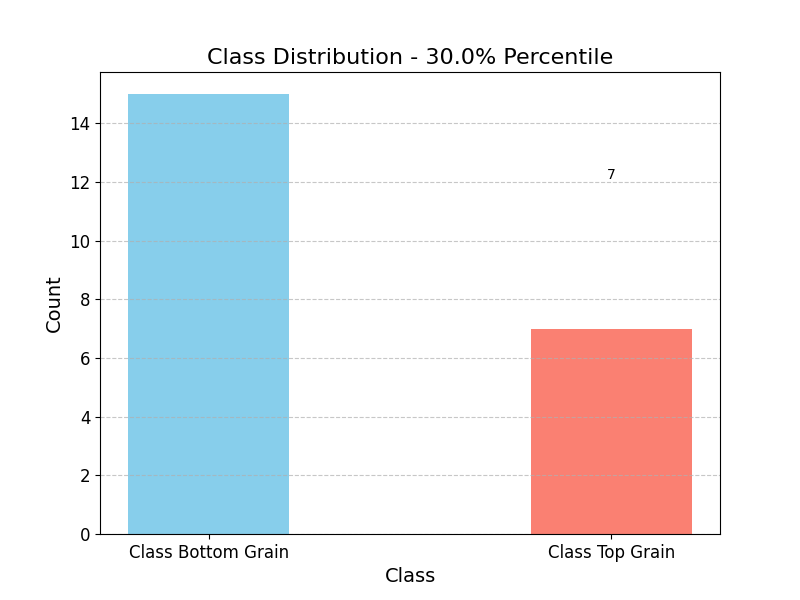 Class Distribution - 30.0% Percentile
Count
14
12
10
8
6
4
2
0
7
Class Bottom Grain
Class Top Grain
Class